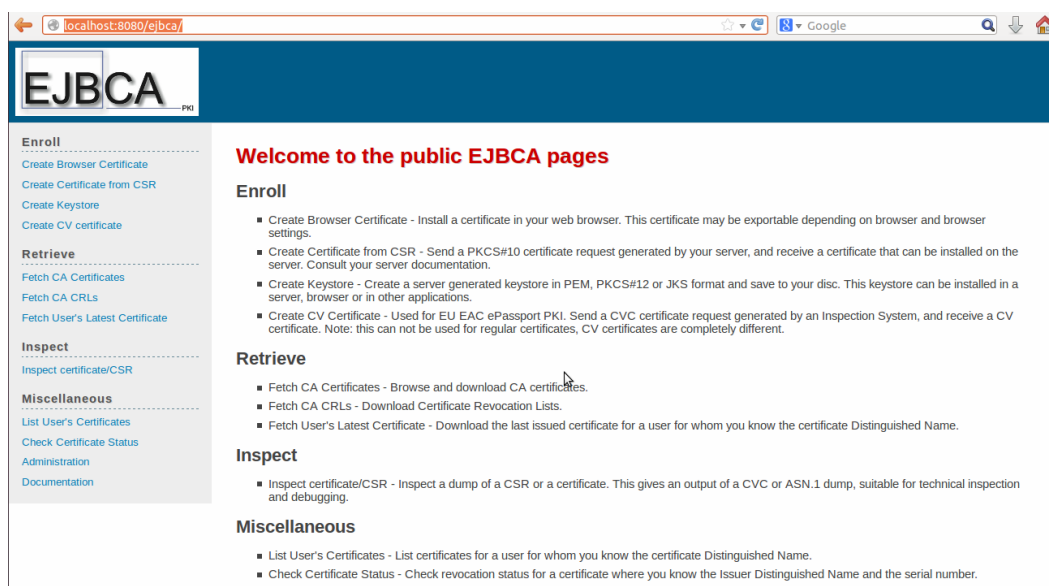 localhost:8080/ejbca/
Google
EJBCA
PKI
Enroll
Create Browser Certificate
Create Certificate from CSR
Create Keystore
Create CV certificate
Retrieve
Fetch CA Certificates
Fetch CA CRLs
Fetch User's Latest Certificate
Inspect
Inspect certificate/CSR
Miscellaneous
List User's Certificates
Check Certificate Status
Administration
Documentation
Welcome to the public EJBCA pages
Enroll
Create Browser Certificate - Install a certificate in your web browser. This certificate may be exportable depending on browser and browser
settings.
Create Certificate from CSR - Send a PKCS#10 certificate request generated by your server, and receive a certificate that can be installed on the
server. Consult your server documentation.
Create Keystore - Create a server generated keystore in PEM, PKCS#12 or JKS format and save to your disc. This keystore can be installed in a
server, browser or in other applications.
Create CV Certificate - Used for EU EAC ePassport PKI. Send a CVC certificate request generated by an Inspection System, and receive a CV
certificate. Note: this can not be used for regular certificates, CV certificates are completely different.
Retrieve
Fetch CA Certificates - Browse and download CA certificates.
Fetch CA CRLs - Download Certificate Revocation Lists.
Fetch User's Latest Certificate - Download the last issued certificate for a user for whom you know the certificate Distinguished Name.
Inspect
Inspect certificate/CSR - Inspect a dump of a CSR or a certificate. This gives an output of a CVC or ASN.1 dump, suitable for technical inspection
and debugging.
Miscellaneous
List User's Certificates - List certificates for a user for whom you know the certificate Distinguished Name.
Check Certificate Status - Check revocation status for a certificate where you know the Issuer Distinguished Name and the serial number.